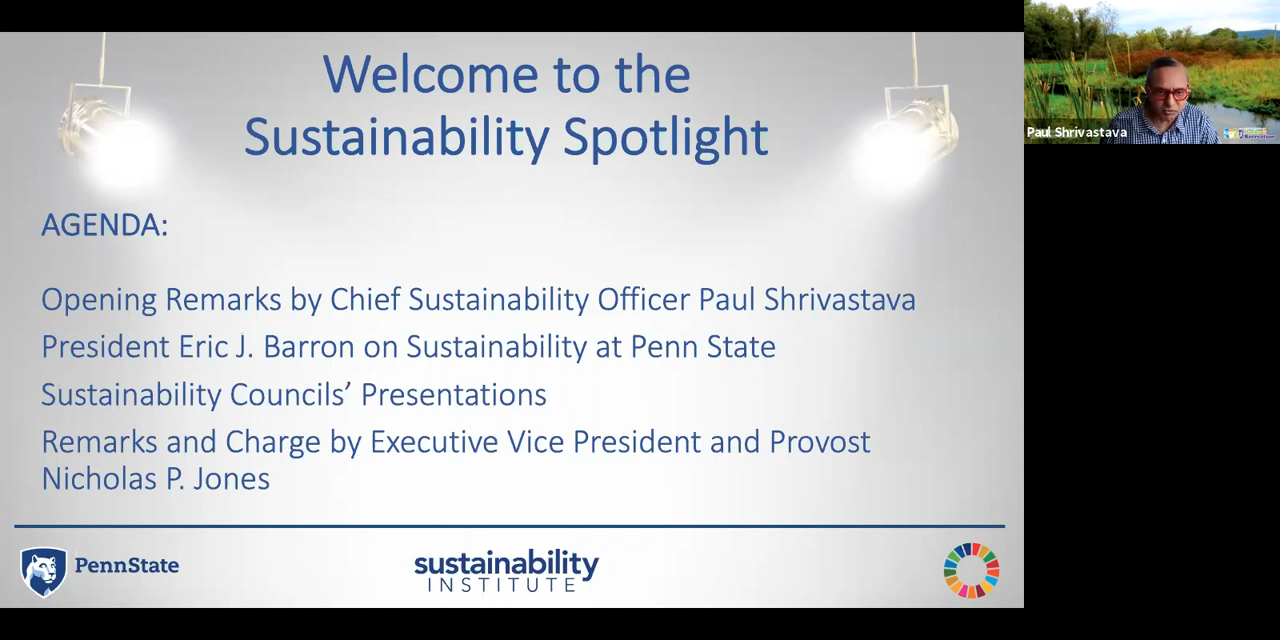 Welcome to the
Sustainability Spotlight
AGENDA:
Opening Remarks by Chief Sustainability Officer Paul Shrivastava
President Eric J. Barron on Sustainability at Penn State
Sustainability Councils’ Presentations
Remarks and Charge by Executive Vice President and Provost
Nicholas P. Jones
PennState
sustainability
INSTITUTE
Paul Shrivastava